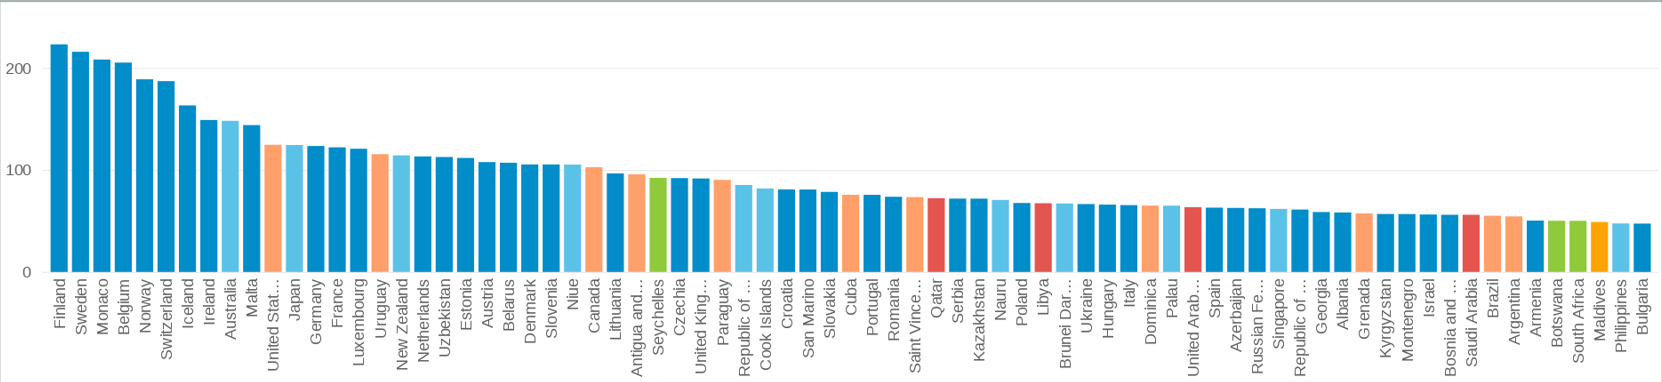 200
100
0
Finland
Sweden
Monaco
Belgium
Norway
Switzerland
Iceland
Ireland
Australia
Malta
United Stat…
Japan
Germany
France
Luxembourg
Uruguay
New Zealand
Netherlands
Uzbekistan
Estonia
Austria
Belarus
Denmark
Slovenia
Niue
Canada
Lithuania
Antigua and…
Seychelles
Czechia
United King…
Paraguay
Republic of …
Cook Islands
Croatia
San Marino
Slovakia
Cuba
Portugal
Romania
Saint Vince…
Qatar
Serbia
Kazakhstan
Nauru
Poland
Libya
Brunei Dar…
Ukraine
Hungary
Italy
Dominica
Palau
United Arab…
Spain
Azerbaijan
Russian Fe…
Singapore
Republic of …
Georgia
Albania
Grenada
Kyrgyzstan
Montenegro
Israel
Bosnia and …
Saudi Arabia
Brazil
Argentina
Armenia
Botswana
South Africa
Maldives
Philippines
Bulgaria